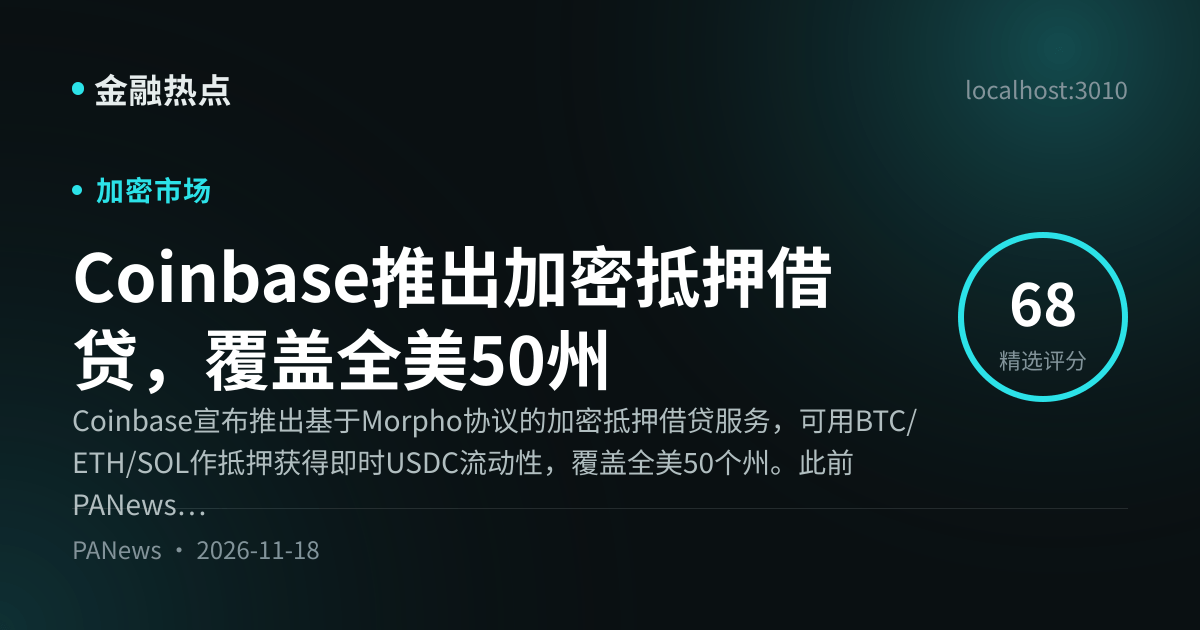 金融热点
localhost:3010
加密市场
Coinbase推出加密抵押借
贷，覆盖全美50州
68
精选评分
Coinbase宣布推出基于Morpho协议的加密抵押借贷服务，可用BTC/
ETH/SOL作抵押获得即时USDC流动性，覆盖全美50个州。此前
PANews…
PANews • 2026-11-18